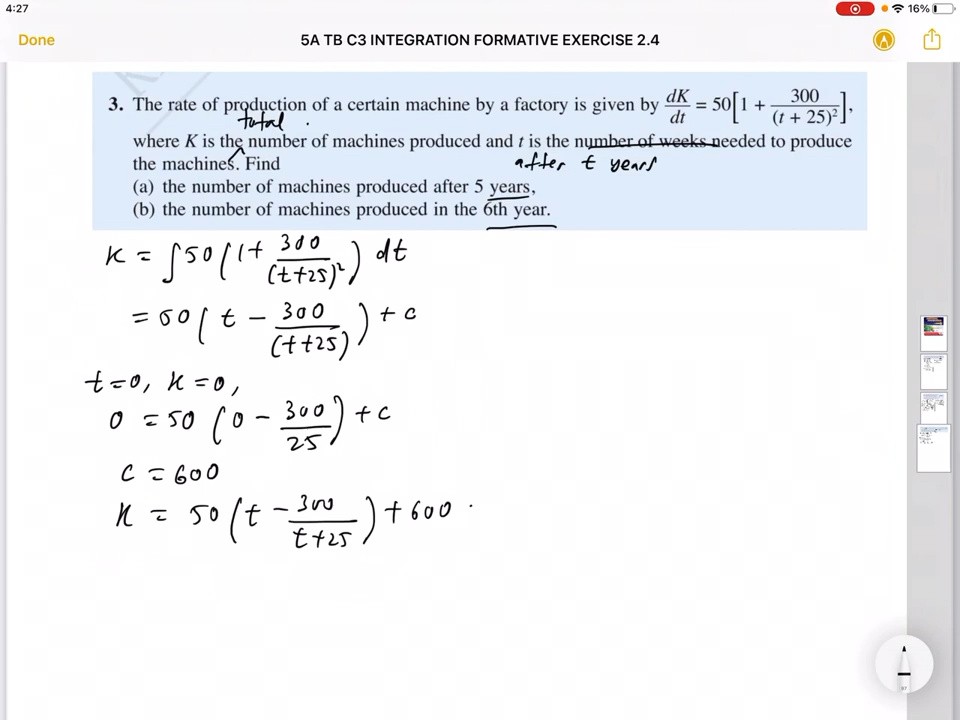 4:27
16%
Done
5A TB C3 INTEGRATION FORMATIVE EXERCISE 2.4
3. The rate of production of a certain machine by a factory is given by dK/dt = 50[1 + 300/(t + 25)²],
total
where K is the number of machines produced and t is the number of weeks needed to produce
after t years
the machines. Find
(a) the number of machines produced after 5 years,
(b) the number of machines produced in the 6th year.
K = ∫50(1+ 300/(t+25)²) dt
= 50(t - 300/(t+25)) + c
t=0, K=0,
0 = 50(0 - 300/25) + c
c = 600
K = 50(t - 300/t+25) + 600